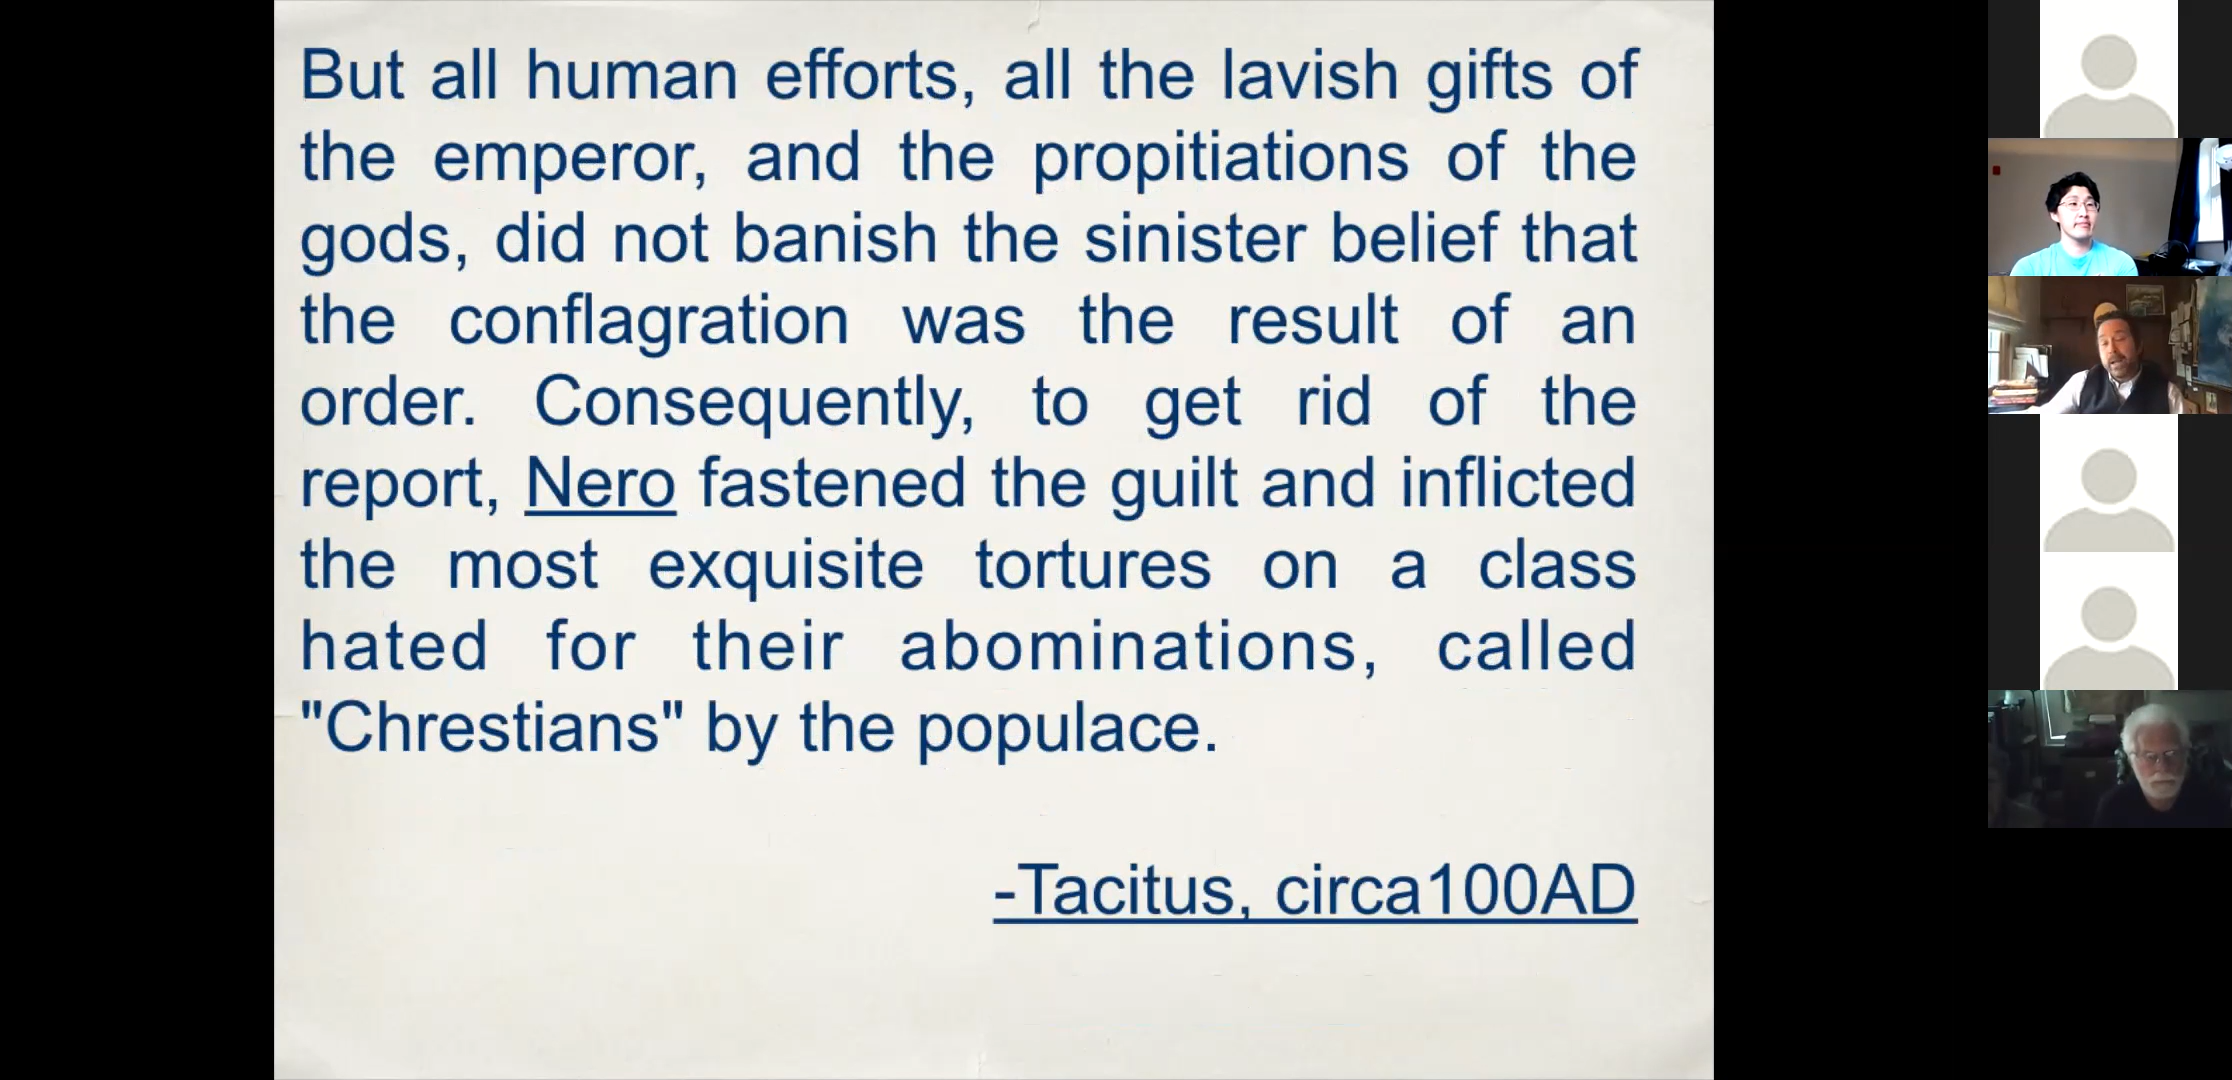 But all human efforts, all the lavish gifts of
the emperor, and the propitiations of the
gods, did not banish the sinister belief that
the conflagration was the result of an
order. Consequently, to get rid of the
report, Nero fastened the guilt and inflicted
the most exquisite tortures on a class
hated for their abominations, called
"Chrestians" by the populace.
-Tacitus, circa100AD